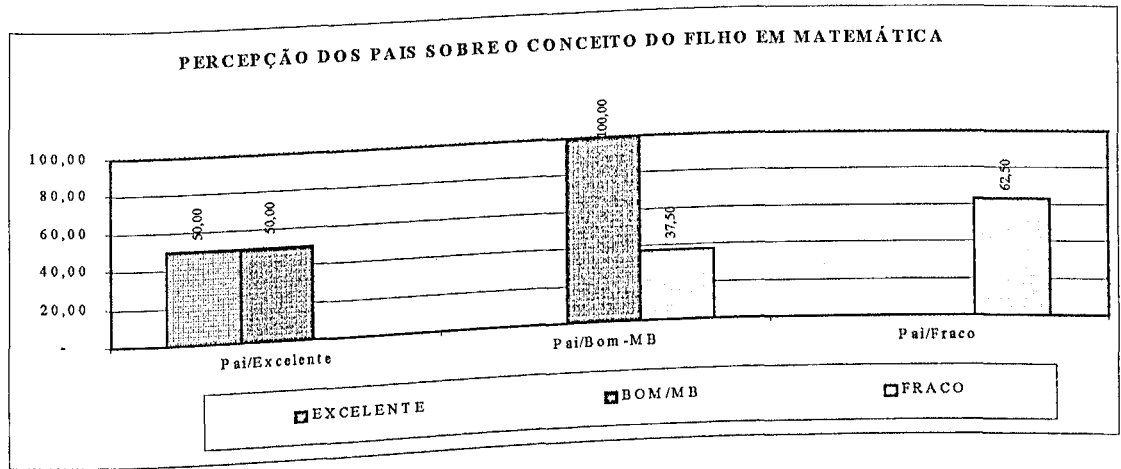 PERCEPÇÃO DOS PAIS SOBRE O CONCEITO DO FILHO EM MATEMÁTICA
100,00
80,00
60,00
40,00
20,00
-
50,00
50,00
100,00
37,50
62,50
Pai/Excelente
Pai/Bom-MB
Pai/Fraco
EXCELENTE
BOM/MB
FRACO